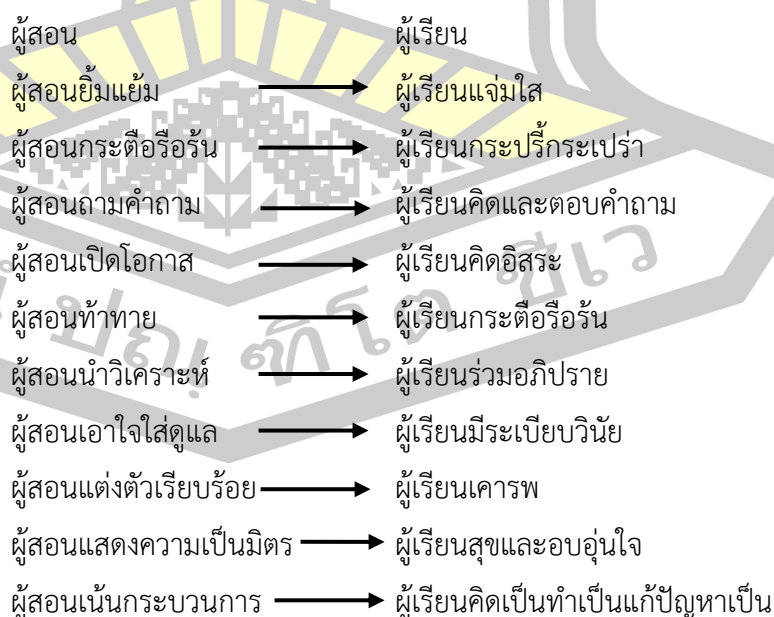 ผู้สอน ผู้เรียน
ผู้สอนยิ้มแย้ม ผู้เรียนแจ่มใส
ผู้สอนกระตือรือร้น ผู้เรียนกระปรี้กระเปร่า
ผู้สอนถามคำถาม ผู้เรียนคิดและตอบคำถาม
ผู้สอนเปิดโอกาส ผู้เรียนคิดอิสระ
ผู้สอนท้าทาย ผู้เรียนกระตือรือร้น
ผู้สอนนำวิเคราะห์ ผู้เรียนร่วมอภิปราย
ผู้สอนเอาใจใส่ดูแล ผู้เรียนมีระเบียบวินัย
ผู้สอนแต่งตัวเรียบร้อย ผู้เรียนเคารพ
ผู้สอนแสดงความเป็นมิตร ผู้เรียนสุขและอบอุ่นใจ
ผู้สอนเน้นกระบวนการ ผู้เรียนคิดเป็นทำเป็นแก้ปัญหาเป็น
ปญฺ ฑิโต ชีเว